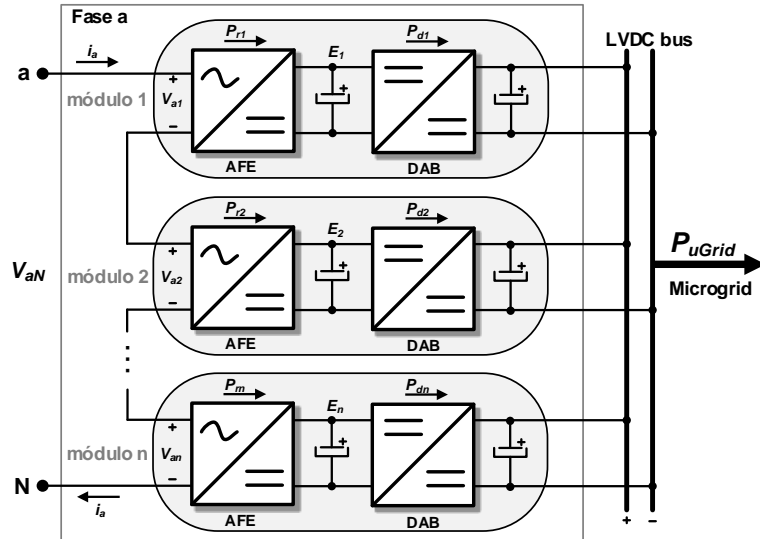 Fase a
LVDC bus
a
i_a
módulo 1
+
V_a1
−
P_r1
AFE
E_1
+
P_d1
DAB
+
V_aN
módulo 2
+
V_a2
−
P_r2
AFE
E_2
+
P_d2
DAB
+
P_uGrid
Microgrid
N
i_a
módulo n
+
V_an
−
P_rn
AFE
E_n
+
P_dn
DAB
+
+ −